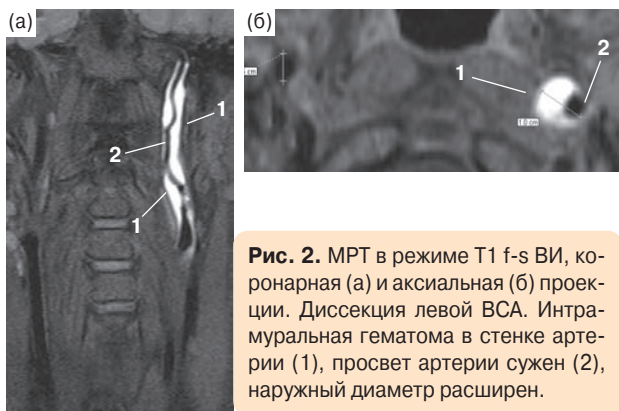 (а)
(б)
1
2
1
1
2
1.0 cm
Рис. 2. МРТ в режиме T1 f-s ВИ, ко-
ронарная (а) и аксиальная (б) проек-
ции. Диссекция левой ВСА. Интра-
муральная гематома в стенке арте-
рии (1), просвет артерии сужен (2),
наружный диаметр расширен.